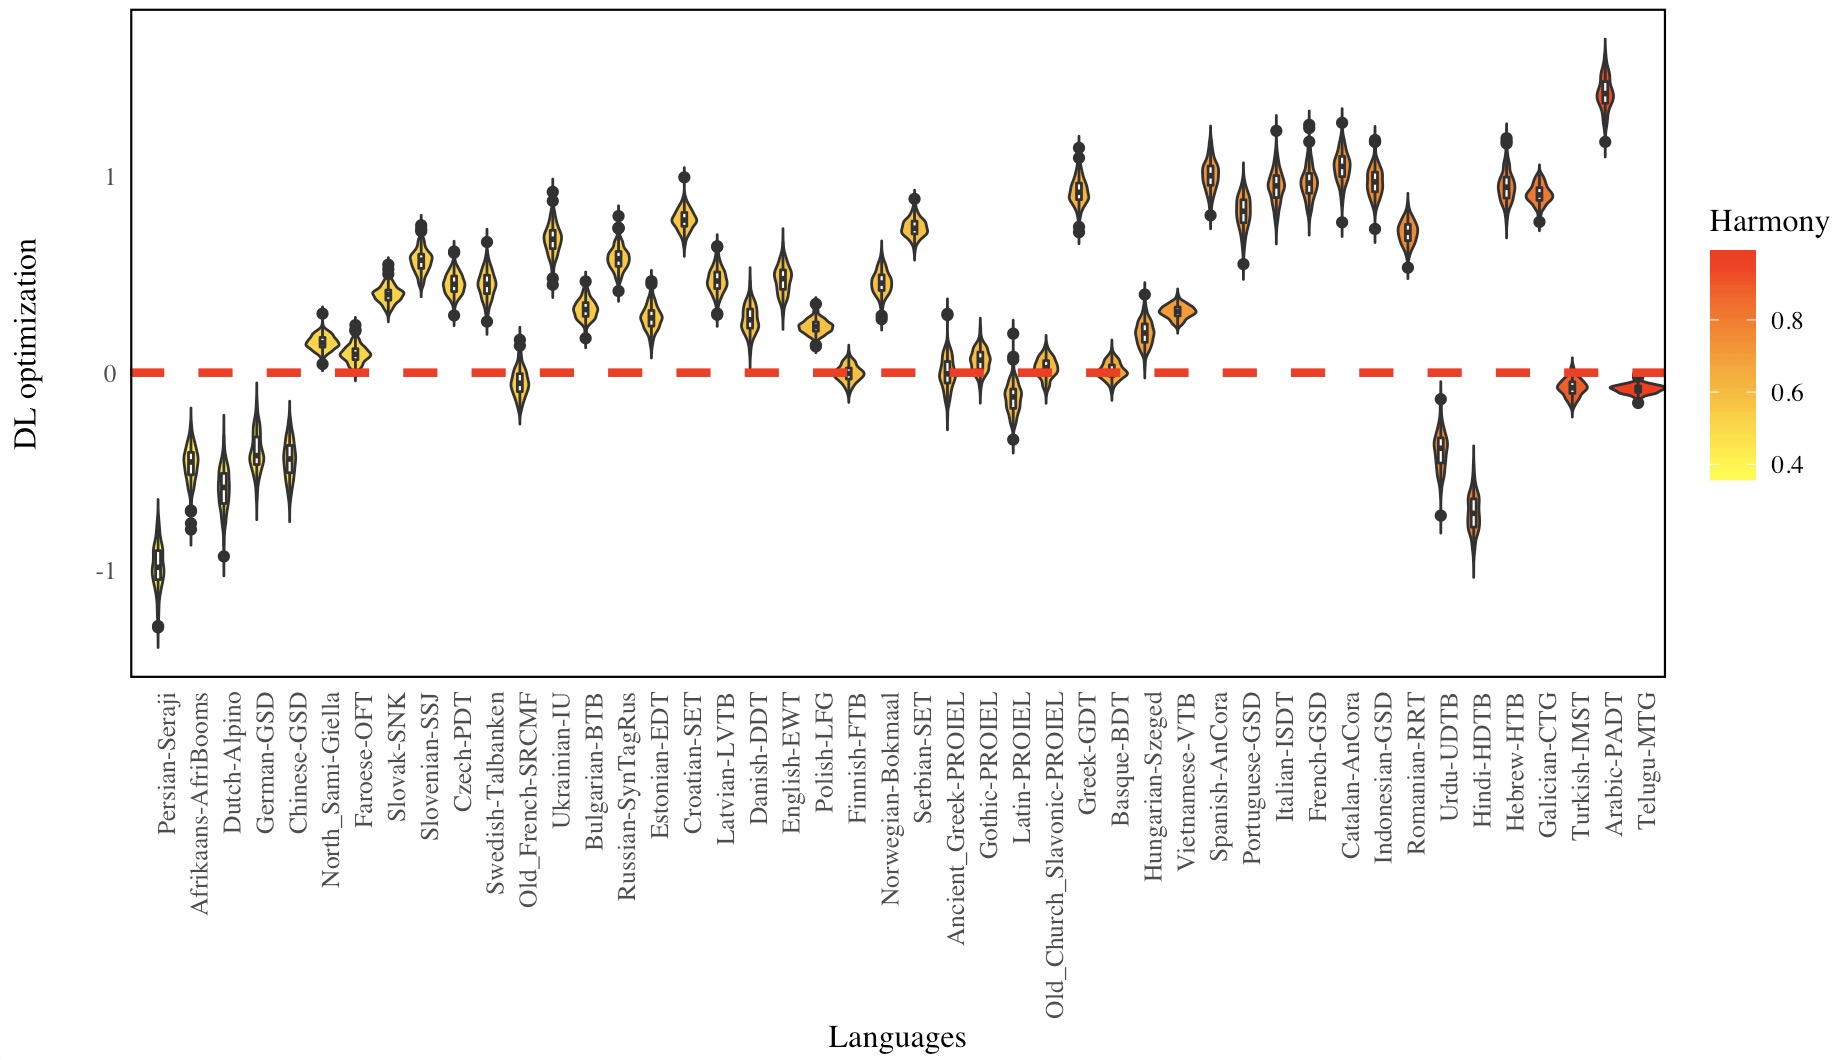 DL optimization
1
0
-1
Persian-Seraji
Afrikaans-AfriBooms
Dutch-Alpino
German-GSD
Chinese-GSD
North_Sami-Giella
Faroese-OFT
Slovak-SNK
Slovenian-SSJ
Czech-PDT
Swedish-Talbanken
Old_French-SRCMF
Ukrainian-IU
Bulgarian-BTB
Russian-SynTagRus
Estonian-EDT
Croatian-SET
Latvian-LVTB
Danish-DDT
English-EWT
Polish-LFG
Finnish-FTB
Norwegian-Bokmaal
Serbian-SET
Ancient_Greek-PROIEL
Gothic-PROIEL
Latin-PROIEL
Old_Church_Slavonic-PROIEL
Greek-GDT
Basque-BDT
Hungarian-Szeged
Vietnamese-VTB
Spanish-AnCora
Portuguese-GSD
Italian-ISDT
French-GSD
Catalan-AnCora
Indonesian-GSD
Romanian-RRT
Urdu-UDTB
Hindi-HDTB
Hebrew-HTB
Galician-CTG
Turkish-IMST
Arabic-PADT
Telugu-MTG
Languages
Harmony
0.8
0.6
0.4